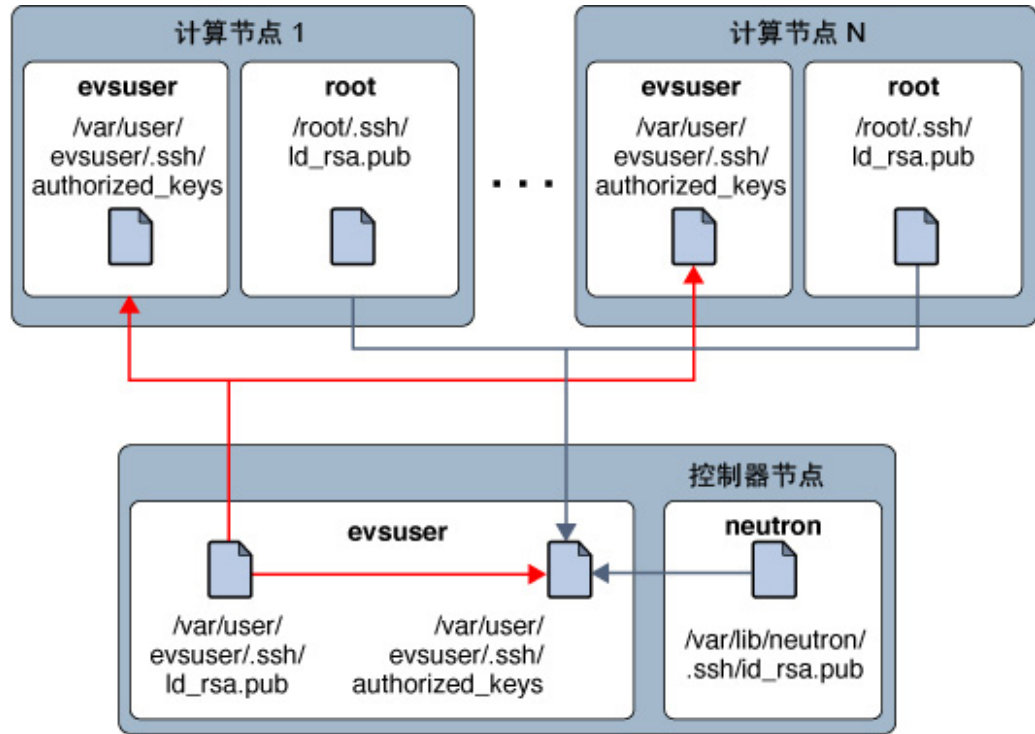 计算节点 1
evsuser
/var/user/
evsuser/.ssh/
authorized_keys
root
/root/.ssh/
ld_rsa.pub
. . .
计算节点 N
evsuser
/var/user/
evsuser/.ssh/
authorized_keys
root
/root/.ssh/
ld_rsa.pub
控制器节点
evsuser
/var/user/
evsuser/.ssh/
ld_rsa.pub
/var/user/
evsuser/.ssh/
authorized_keys
neutron
/var/lib/neutron/
.ssh/id_rsa.pub